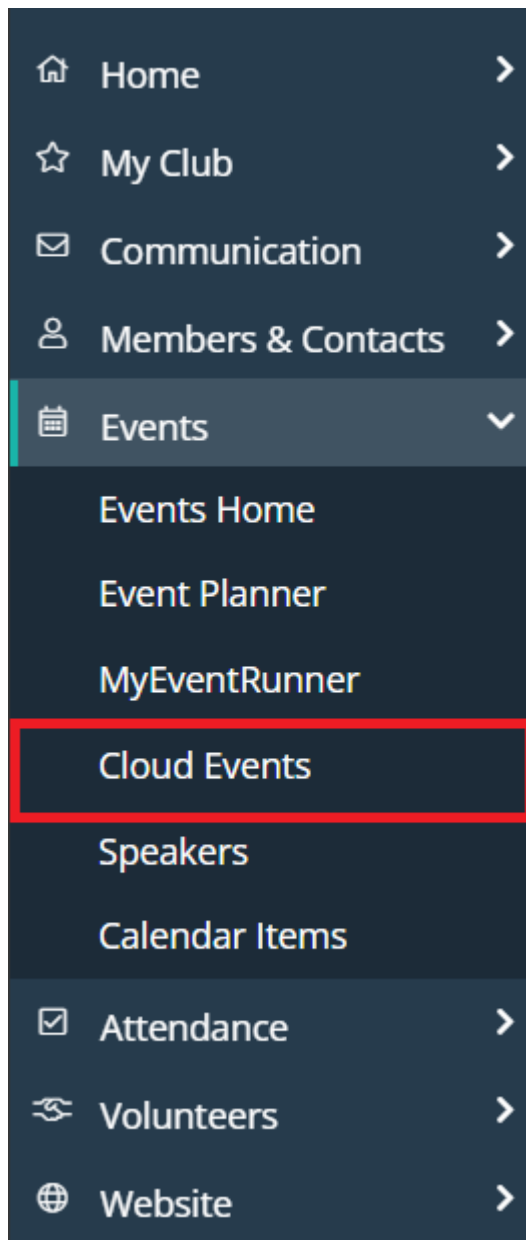 Home
My Club
Communication
Members & Contacts
Events
Events Home
Event Planner
MyEventRunner
Cloud Events
Speakers
Calendar Items
Attendance
Volunteers
Website